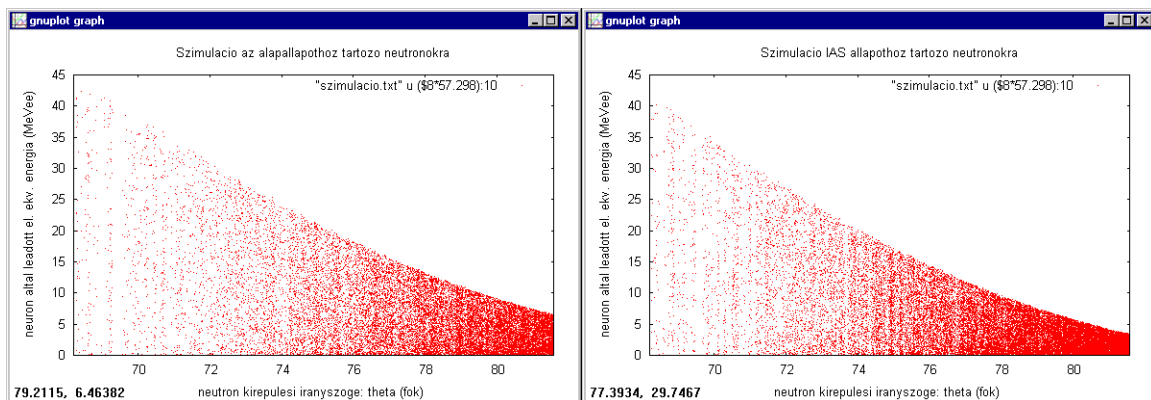 gnuplot graph
Szimulacio az alapallapothoz tartozo neutronokra
"szimulacio.txt" u ($8*57.298):10
neuron altal leadott el. ekv. energia (MeVee)
45
40
35
30
25
20
15
10
5
0
70 72 74 76 78 80
neutron kirepulesi iranyszoge: theta (fok)
79.2115, 6.46382
gnuplot graph
Szimulacio IAS allapothoz tartozo neutronokra
"szimulacio.txt" u ($8*57.298):10
neuron altal leadott el. ekv. energia (MeVee)
45
40
35
30
25
20
15
10
5
0
70 72 74 76 78 80
neutron kirepulesi iranyszoge: theta (fok)
77.3934, 29.7467